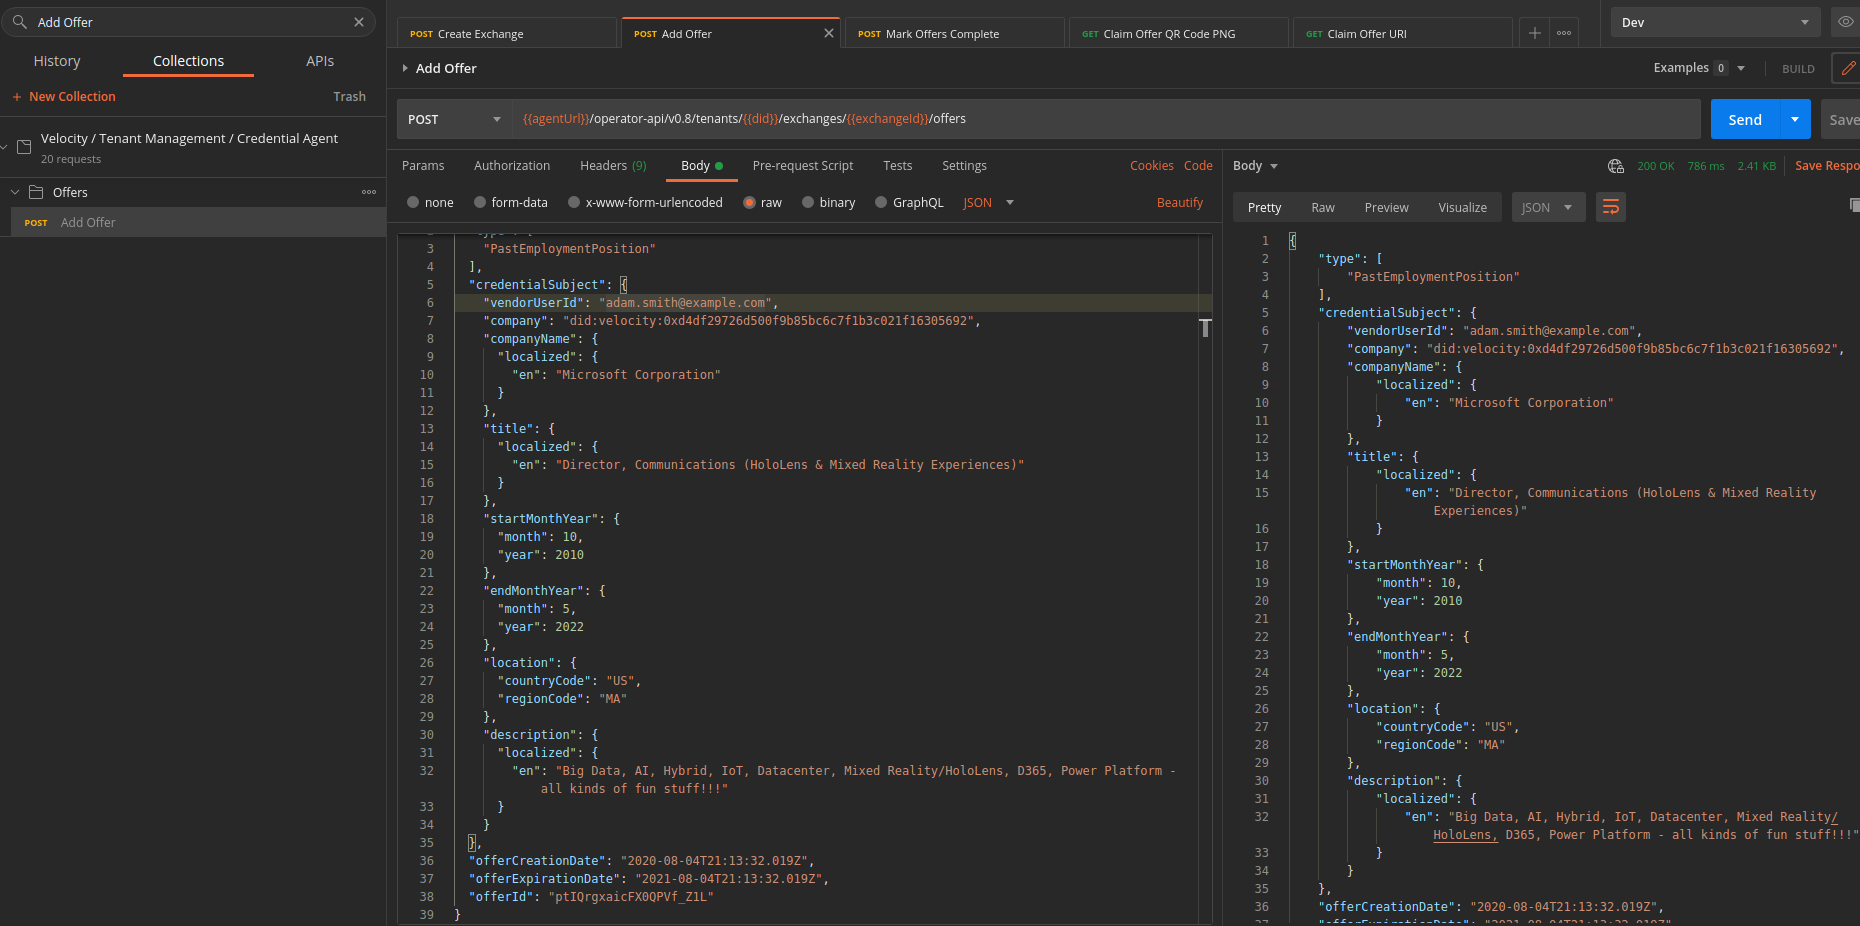 Add Offer
History
Collections
APIs
+ New Collection
Trash
Velocity / Tenant Management / Credential Agent
20 requests
Offers
POST Add Offer
POST Create Exchange
POST Add Offer
POST Mark Offers Complete
GET Claim Offer QR Code PNG
GET Claim Offer URI
Dev
Add Offer
Examples 0
BUILD
POST
{{agentUrl}}/operator-api/v0.8/tenants/{{did}}/exchanges/{{exchangeId}}/offers
Send
Save
Params
Authorization
Headers (9)
Body
Pre-request Script
Tests
Settings
Cookies
Code
none
form-data
x-www-form-urlencoded
raw
binary
GraphQL
JSON
Beautify
3 "PastEmploymentPosition"
4 ],
5 "credentialSubject": {
6 "vendorUserId": "adam.smith@example.com",
7 "company": "did:velocity:0xd4df29726d500f9b85bc6c7f1b3c021f16305692",
8 "companyName": {
9 "localized": {
10 "en": "Microsoft Corporation"
11 }
12 },
13 "title": {
14 "localized": {
15 "en": "Director, Communications (HoloLens & Mixed Reality Experiences)"
16 }
17 },
18 "startMonthYear": {
19 "month": 10,
20 "year": 2010
21 },
22 "endMonthYear": {
23 "month": 5,
24 "year": 2022
25 },
26 "location": {
27 "countryCode": "US",
28 "regionCode": "MA"
29 },
30 "description": {
31 "localized": {
32 "en": "Big Data, AI, Hybrid, IoT, Datacenter, Mixed Reality/HoloLens, D365, Power Platform -
all kinds of fun stuff!!!"
33 }
34 }
35 },
36 "offerCreationDate": "2020-08-04T21:13:32.019Z",
37 "offerExpirationDate": "2021-08-04T21:13:32.019Z",
38 "offerId": "ptIQrgxaicFX0QPVf_Z1L"
39 }
Body
200 OK
786 ms
2.41 KB
Save Respo
Pretty
Raw
Preview
Visualize
JSON
1 {
2 "type": [
3 "PastEmploymentPosition"
4 ],
5 "credentialSubject": {
6 "vendorUserId": "adam.smith@example.com",
7 "company": "did:velocity:0xd4df29726d500f9b85bc6c7f1b3c021f16305692",
8 "companyName": {
9 "localized": {
10 "en": "Microsoft Corporation"
11 }
12 },
13 "title": {
14 "localized": {
15 "en": "Director, Communications (HoloLens & Mixed Reality
Experiences)"
16 }
17 },
18 "startMonthYear": {
19 "month": 10,
20 "year": 2010
21 },
22 "endMonthYear": {
23 "month": 5,
24 "year": 2022
25 },
26 "location": {
27 "countryCode": "US",
28 "regionCode": "MA"
29 },
30 "description": {
31 "localized": {
32 "en": "Big Data, AI, Hybrid, IoT, Datacenter, Mixed Reality/
HoloLens, D365, Power Platform - all kinds of fun stuff!!!"
33 }
34 }
35 },
36 "offerCreationDate": "2020-08-04T21:13:32.019Z",